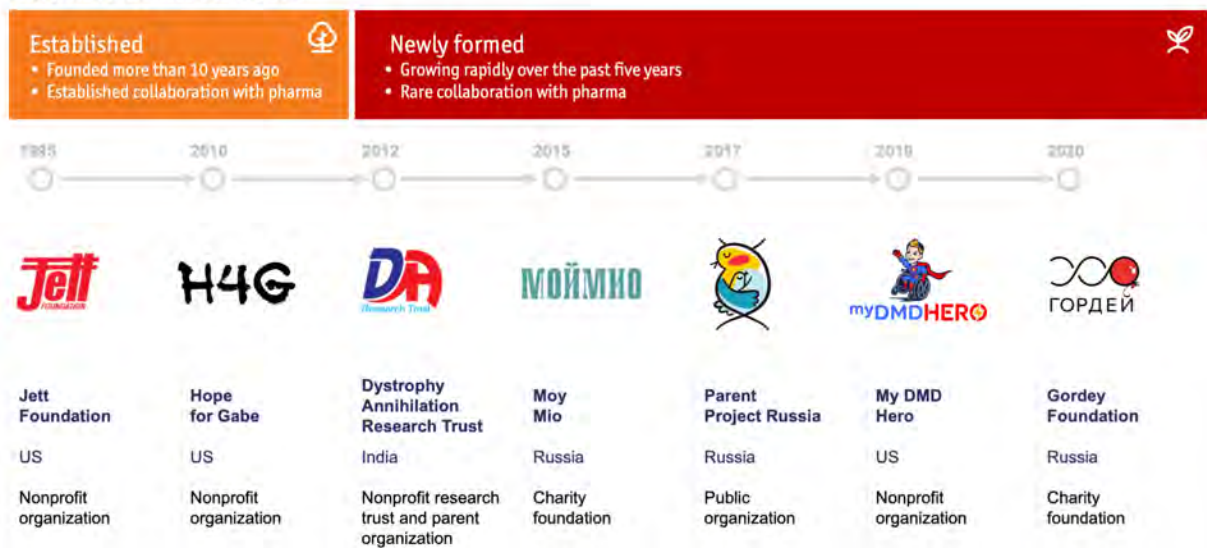 Established
• Founded more than 10 years ago
• Established collaboration with pharma
Newly formed
• Growing rapidly over the past five years
• Rare collaboration with pharma
2010
2012
2015
2017
2019
2020
Jett
FOUNDATION
H4G
DA
Research Trust
МОЙМИО
myDMDHERO
ГОРДЕЙ
Jett
Foundation
Hope
for Gabe
Dystrophy
Annihilation
Research Trust
Moy
Mio
Parent
Project Russia
My DMD
Hero
Gordey
Foundation
US
US
India
Russia
Russia
US
Russia
Nonprofit
organization
Nonprofit
organization
Nonprofit research
trust and parent
organization
Charity
foundation
Public
organization
Nonprofit
organization
Charity
foundation